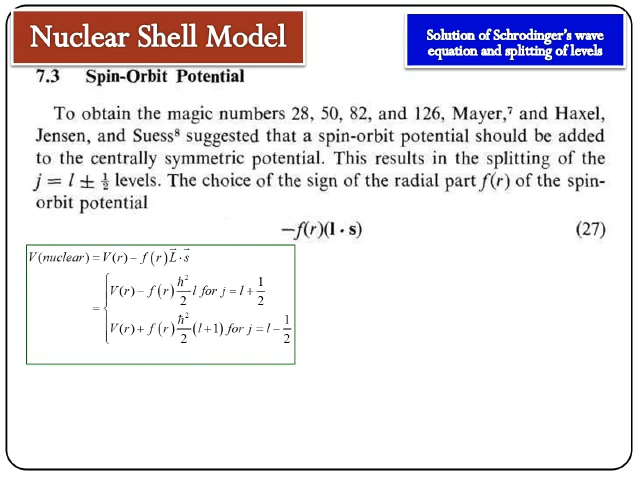 Nuclear Shell Model
Solution of Schrodinger's wave
equation and splitting of levels
7.3 Spin-Orbit Potential
To obtain the magic numbers 28, 50, 82, and 126, Mayer,⁷ and Haxel,
Jensen, and Suess⁸ suggested that a spin-orbit potential should be added
to the centrally symmetric potential. This results in the splitting of the
j = l ± ½ levels. The choice of the sign of the radial part f(r) of the spin-
orbit potential
−f(r)(l · s) (27)
V(nuclear) = V(r) − f(r)L⃗·s⃗
= { V(r) − f(r) ħ²/2 l for j = l + 1/2
V(r) + f(r) ħ²/2 (l+1) for j = l − 1/2